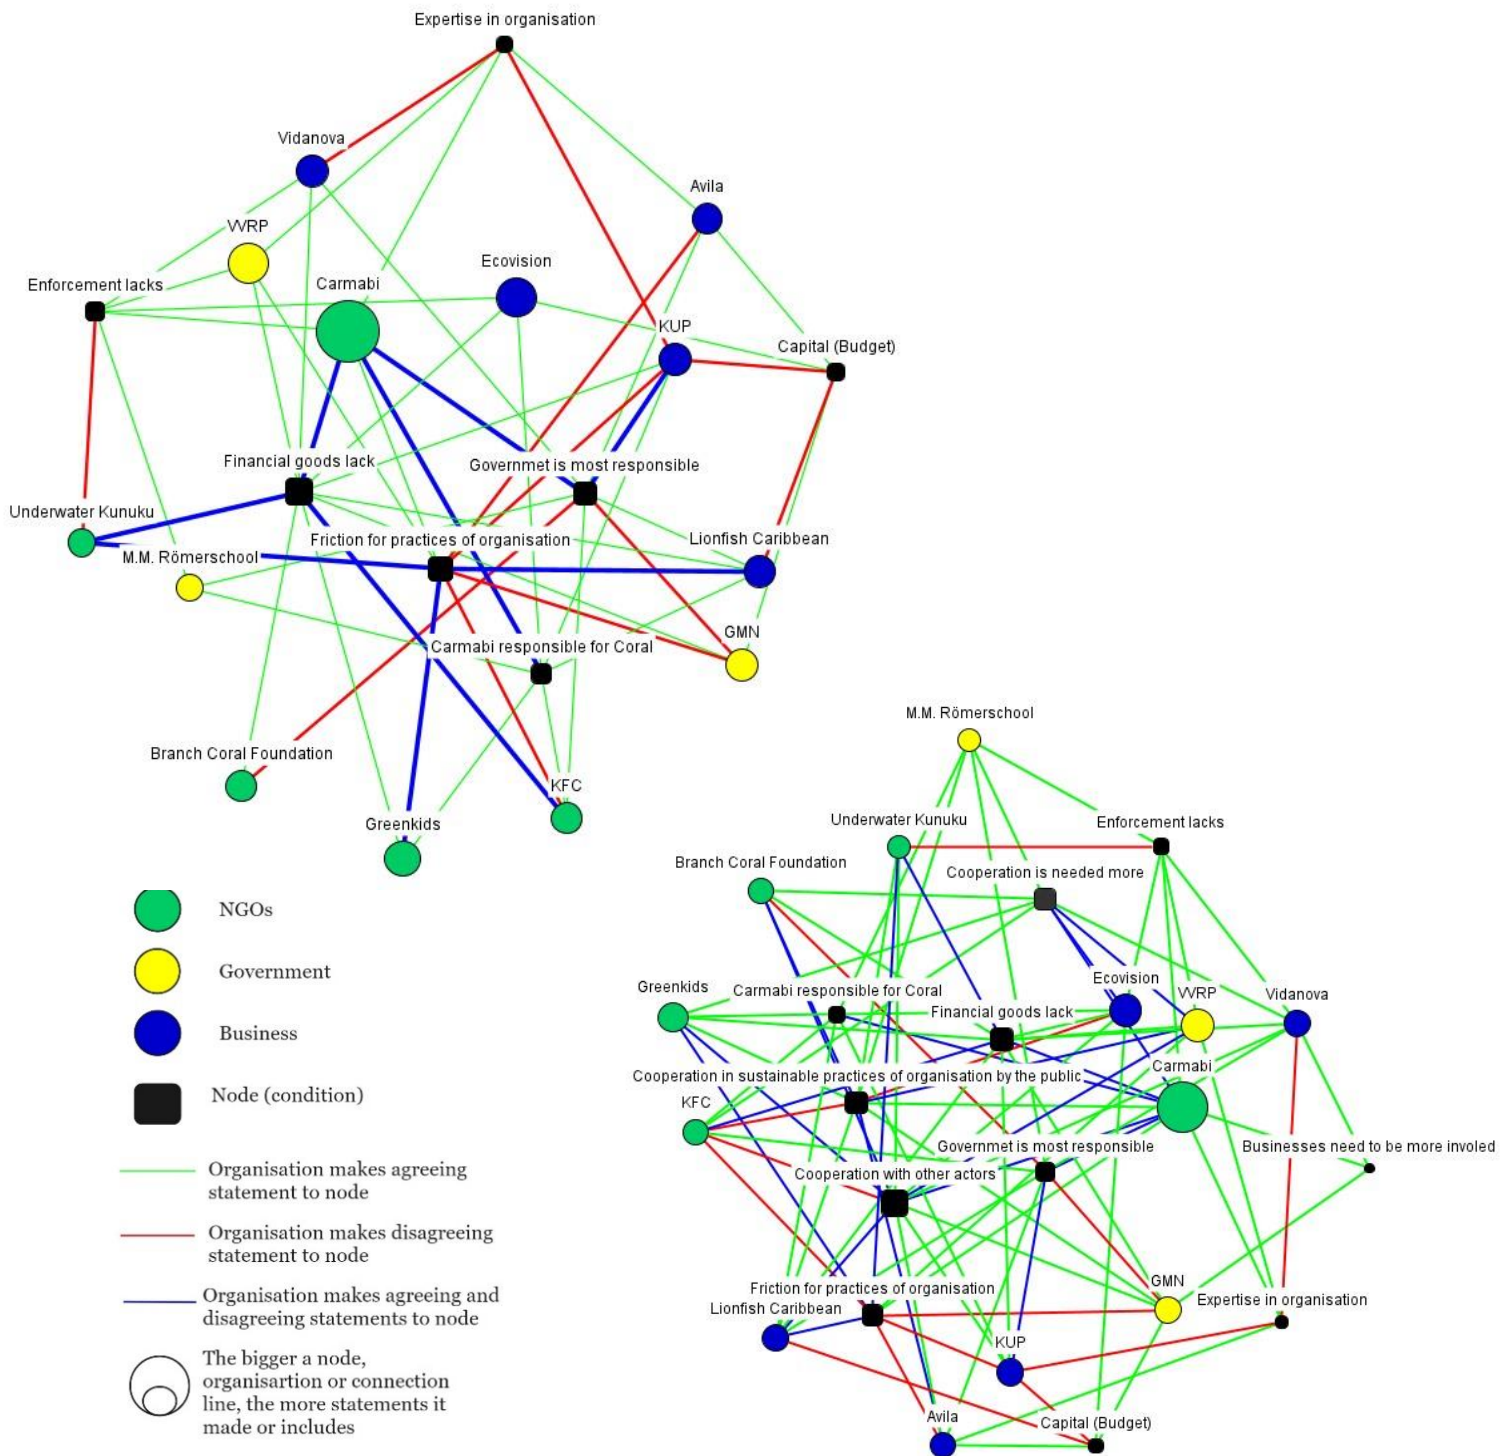 Expertise in organisation
Vidanova
Avila
VVRP
Ecovision
Enforcement lacks
Carmabi
KUP
Capital (Budget)
Financial goods lack
Governmet is most responsible
Underwater Kunuku
Friction for practices of organisation
Lionfish Caribbean
M.M. Römerschool
GMN
Carmabi responsible for Coral
Branch Coral Foundation
KFC
Greenkids
NGOs
Government
Business
Node (condition)
Organisation makes agreeing
statement to node
Organisation makes disagreeing
statement to node
Organisation makes agreeing and
disagreeing statements to node
The bigger a node,
organisartion or connection
line, the more statements it
made or includes
M.M. Römerschool
Underwater Kunuku
Enforcement lacks
Branch Coral Foundation
Cooperation is needed more
Ecovision
Greenkids
Carmabi responsible for Coral
VVRP
Vidanova
Financial goods lack
Carmabi
Cooperation in sustainable practices of organisation by the public
KFC
Governmet is most responsible
Businesses need to be more involed
Cooperation with other actors
GMN
Friction for practices of organisation
Expertise in organisation
Lionfish Caribbean
KUP
Avila
Capital (Budget)